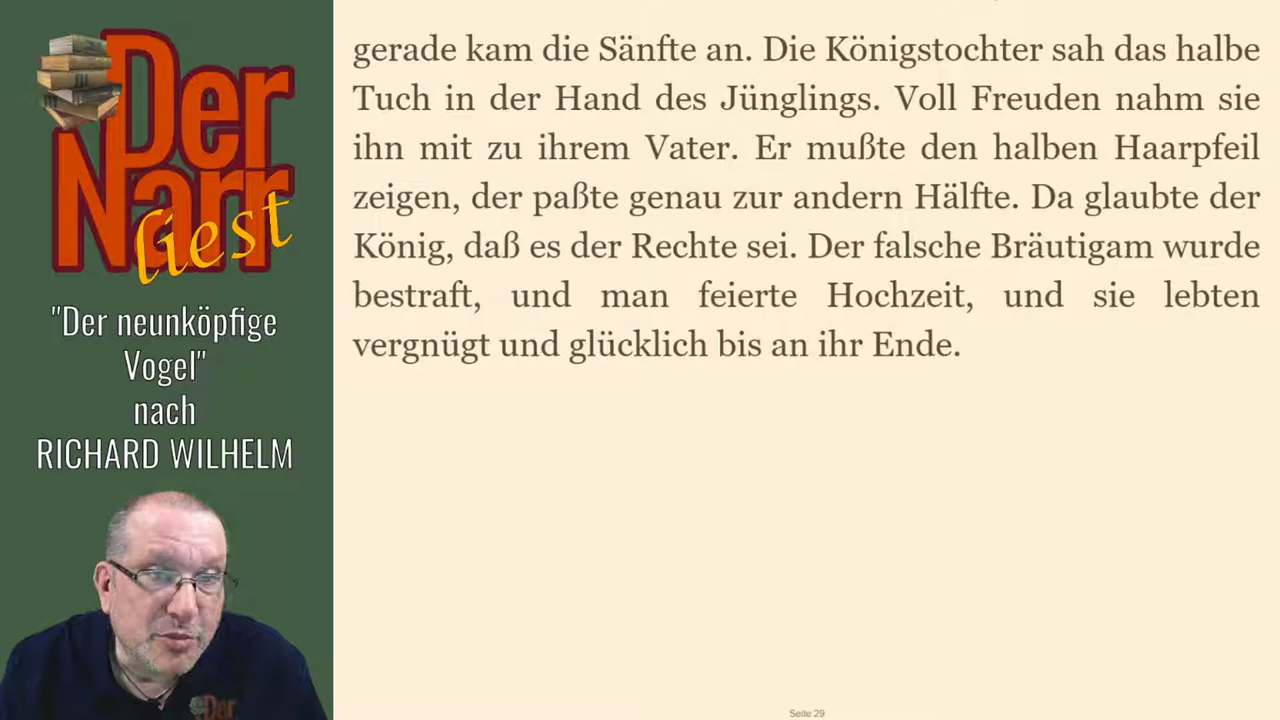 Der
Narr
liest
"Der neunköpfige
Vogel"
nach
RICHARD WILHELM
Der
gerade kam die Sänfte an. Die Königstochter sah das halbe
Tuch in der Hand des Jünglings. Voll Freuden nahm sie
ihn mit zu ihrem Vater. Er mußte den halben Haarpfeil
zeigen, der paßte genau zur andern Hälfte. Da glaubte der
König, daß es der Rechte sei. Der falsche Bräutigam wurde
bestraft, und man feierte Hochzeit, und sie lebten
vergnügt und glücklich bis an ihr Ende.
Seite 29